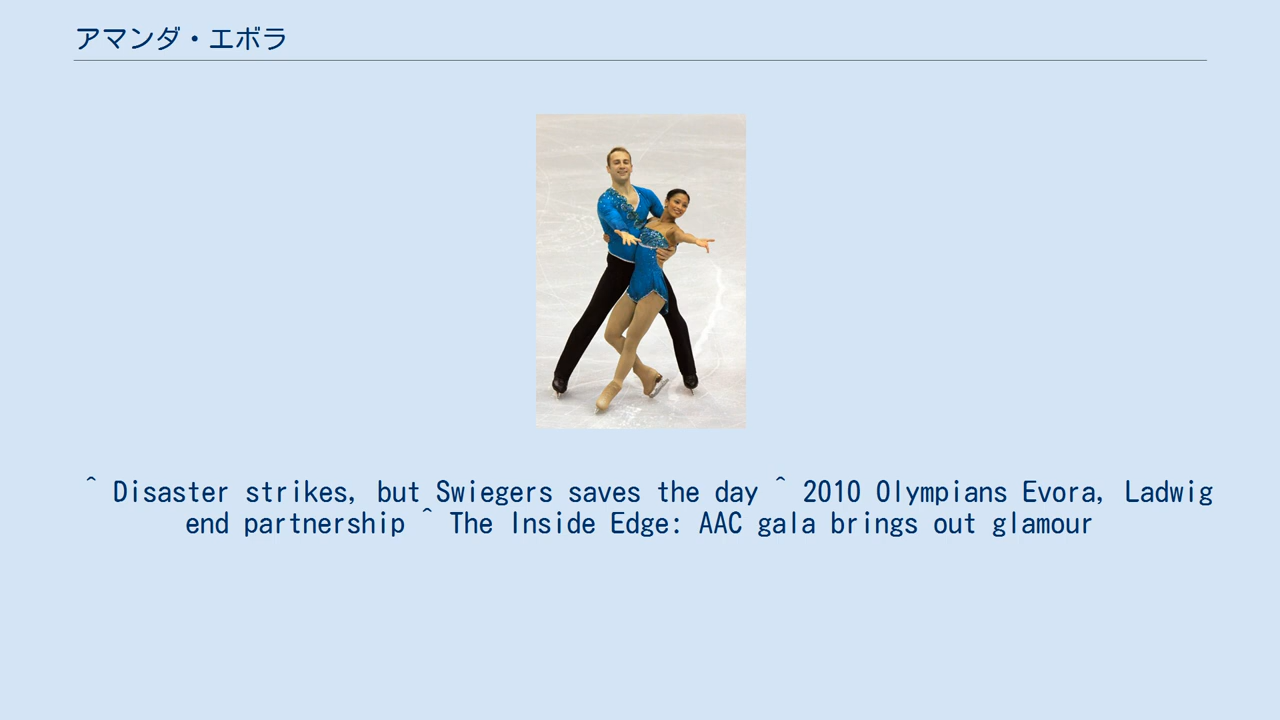 アマンダ・エボラ
^ Disaster strikes, but Swiegers saves the day ^ 2010 Olympians Evora, Ladwig
end partnership ^ The Inside Edge: AAC gala brings out glamour